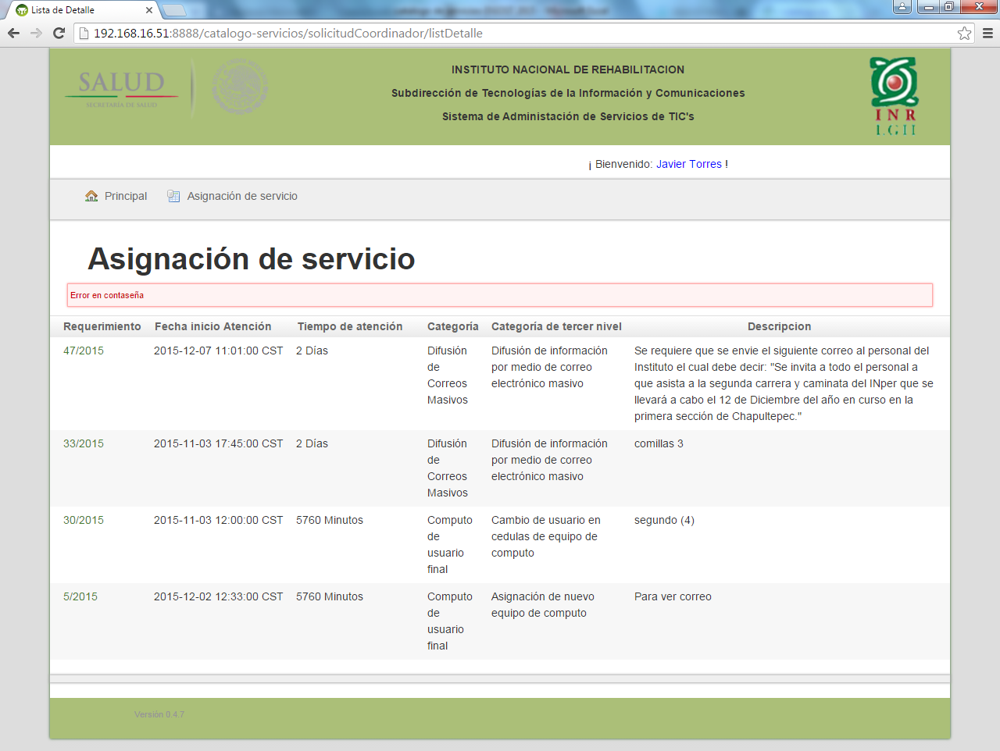 Lista de Detalle
192.168.16.51:8888/catalogo-servicios/solicitudCoordinador/listDetalle
SALUD
SECRETARÍA DE SALUD
INSTITUTO NACIONAL DE REHABILITACION
Subdirección de Tecnologías de la Información y Comunicaciones
Sistema de Administación de Servicios de TIC's
INR
LGII
¡ Bienvenido: Javier Torres !
Principal
Asignación de servicio
Asignación de servicio
Error en contaseña
Requerimiento Fecha inicio Atención Tiempo de atención Categoría Categoría de tercer nivel Descripcion
47/2015 2015-12-07 11:01:00 CST 2 Días Difusión Difusión de información Se requiere que se envie el siguiente correo al personal del
de por medio de correo Instituto el cual debe decir: "Se invita a todo el personal a
Correos electrónico masivo que asista a la segunda carrera y caminata del INper que se
Masivos llevará a cabo el 12 de Diciembre del año en curso en la
primera sección de Chapultepec."
33/2015 2015-11-03 17:45:00 CST 2 Días Difusión Difusión de información comillas 3
de por medio de correo
Correos electrónico masivo
Masivos
30/2015 2015-11-03 12:00:00 CST 5760 Minutos Computo Cambio de usuario en segundo (4)
de cedulas de equipo de
usuario computo
final
5/2015 2015-12-02 12:33:00 CST 5760 Minutos Computo Asignación de nuevo Para ver correo
de equipo de computo
usuario
final
Versión 0.4.7